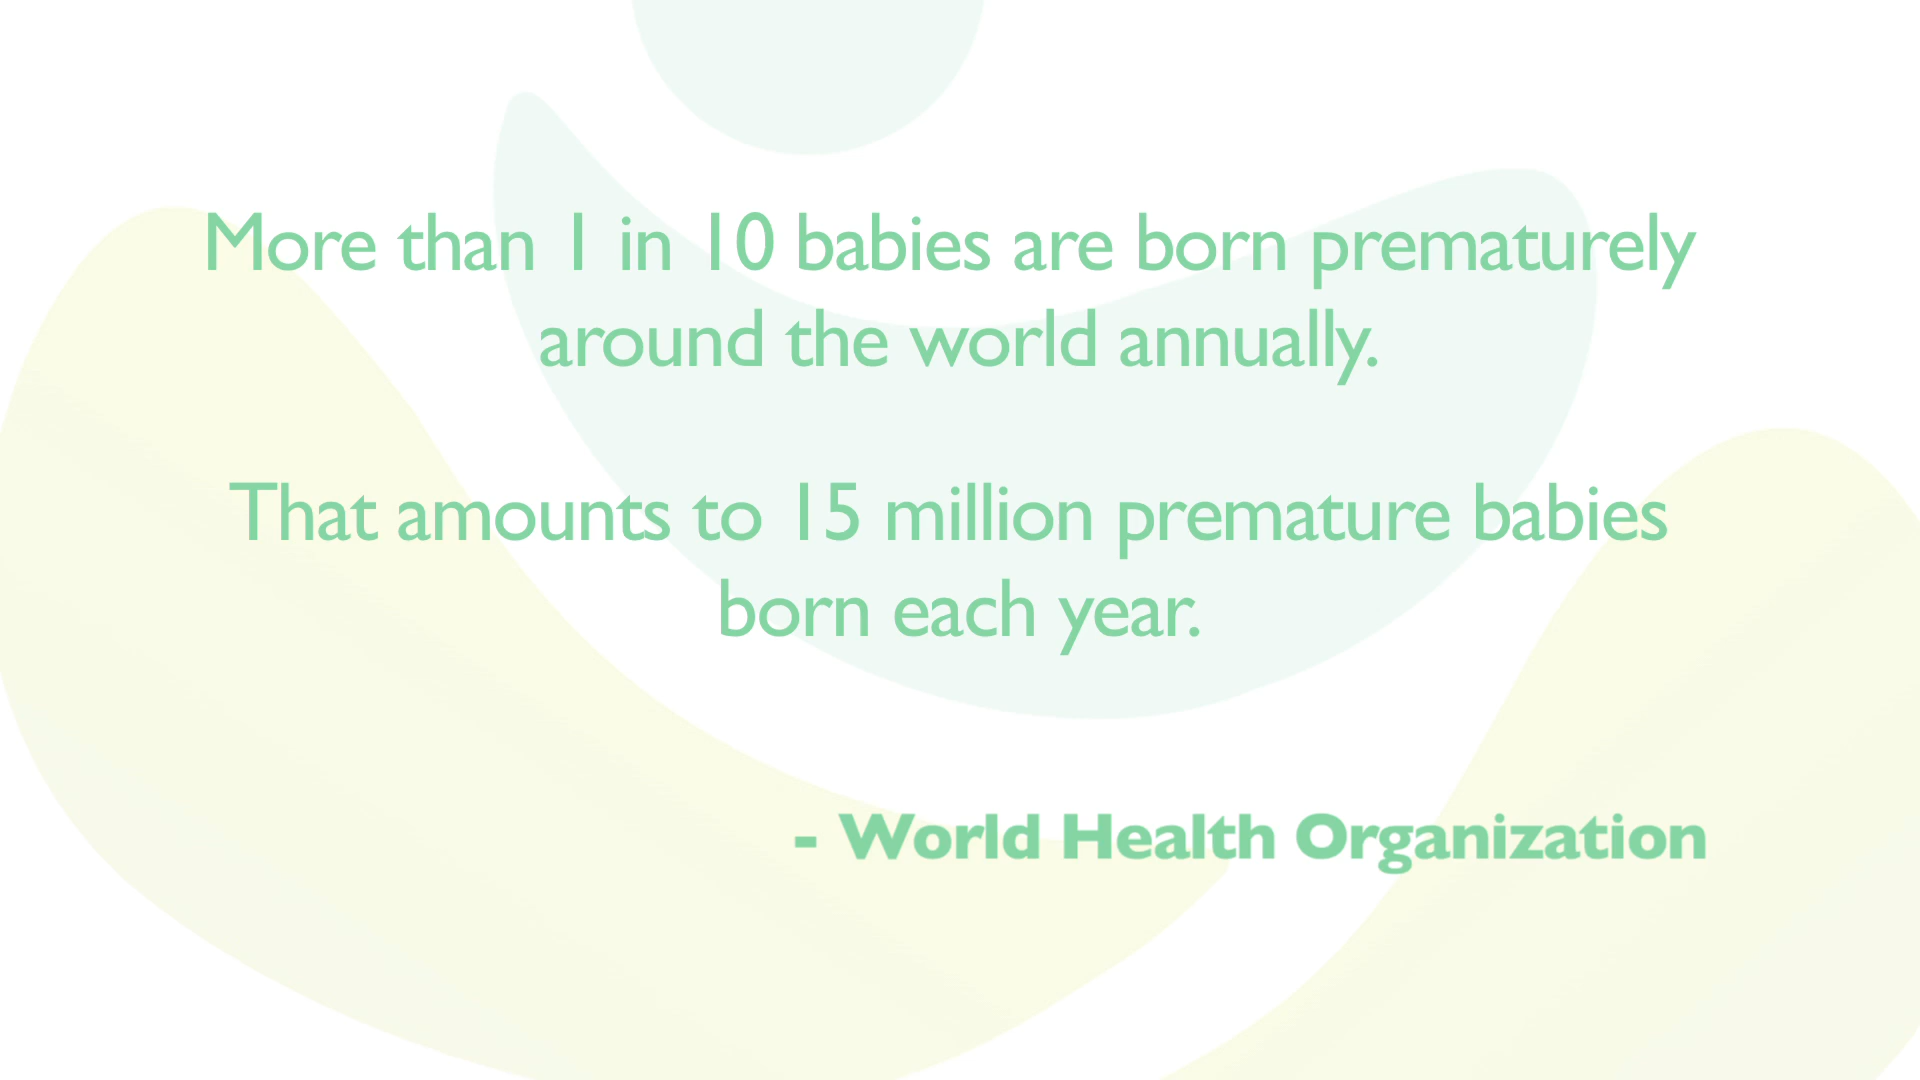 More than 1 in 10 babies are born prematurely
around the world annually.
That amounts to 15 million premature babies
born each year.
- World Health Organization